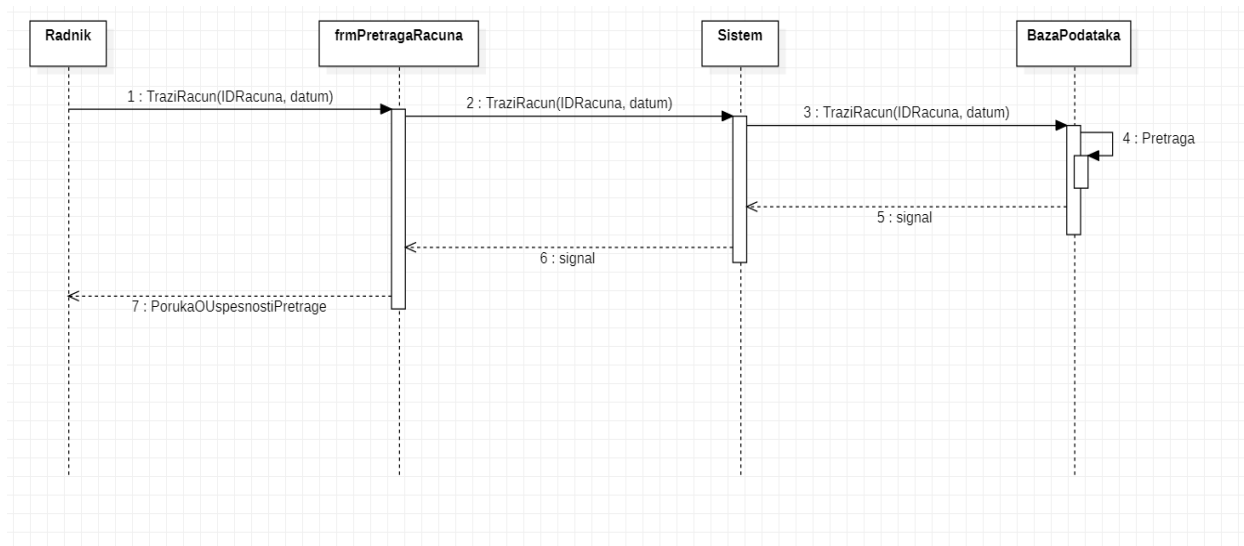 Radnik
frmPretragaRacuna
Sistem
BazaPodataka
1 : TraziRacun(IDRacuna, datum)
2 : TraziRacun(IDRacuna, datum)
3 : TraziRacun(IDRacuna, datum)
4 : Pretraga
5 : signal
6 : signal
7 : PorukaOUspesnostiPretrage